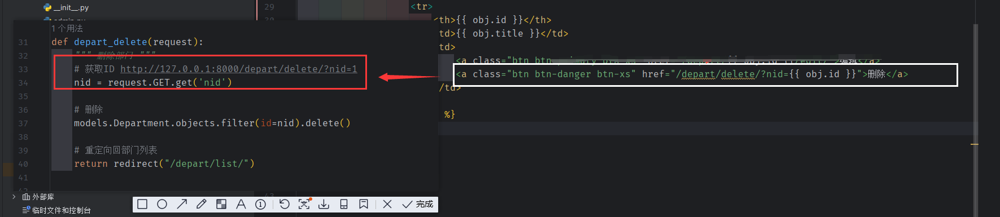 __init__.py
1 个用法
31 def depart_delete(request):
32 """ 删除部门 """
33 # 获取ID http://127.0.0.1:8000/depart/delete/?nid=1
34 nid = request.GET.get('nid')
35
36 # 删除
37 models.Department.objects.filter(id=nid).delete()
38
39 # 重定向回部门列表
40 return redirect("/depart/list/")
41
外部库
临时文件和控制台
29 <tr>
<th>{{ obj.id }}</th>
td>{{ obj.title }}</td>
td>
<a class="btn btn
编辑</a>
<a class="btn btn-danger btn-xs" href="/depart/delete/?nid={{ obj.id }}">删除</a>
/td>
%}
43
A 1 文 完成